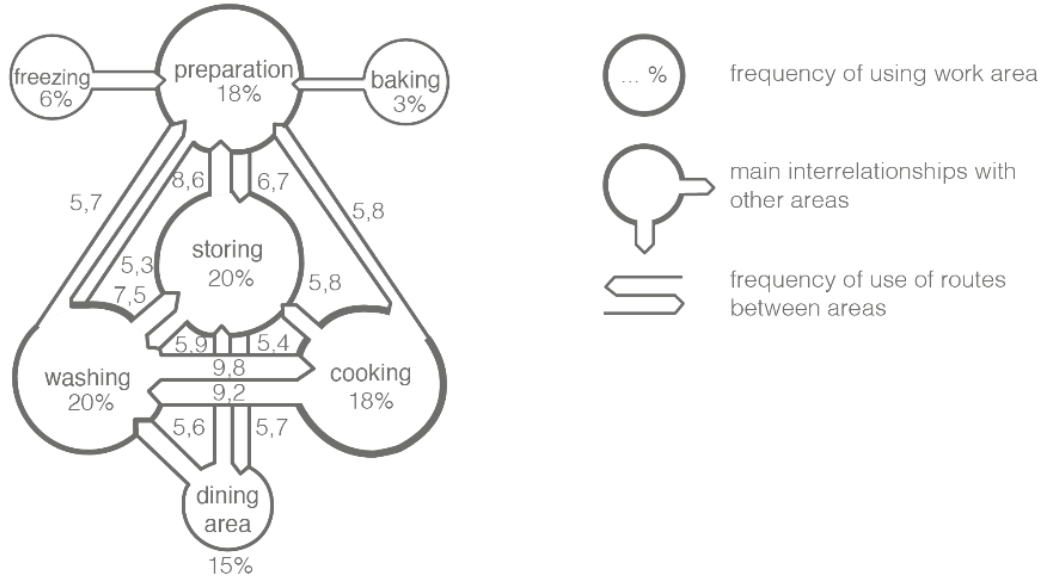 freezing
6%
preparation
18%
baking
3%
8,6
6,7
5,7
5,8
storing
20%
5,3
5,8
7,5
5,9
5,4
washing
20%
9,8
cooking
18%
9,2
5,6
5,7
dining
area
15%
... %
frequency of using work area
main interrelationships with
other areas
frequency of use of routes
between areas